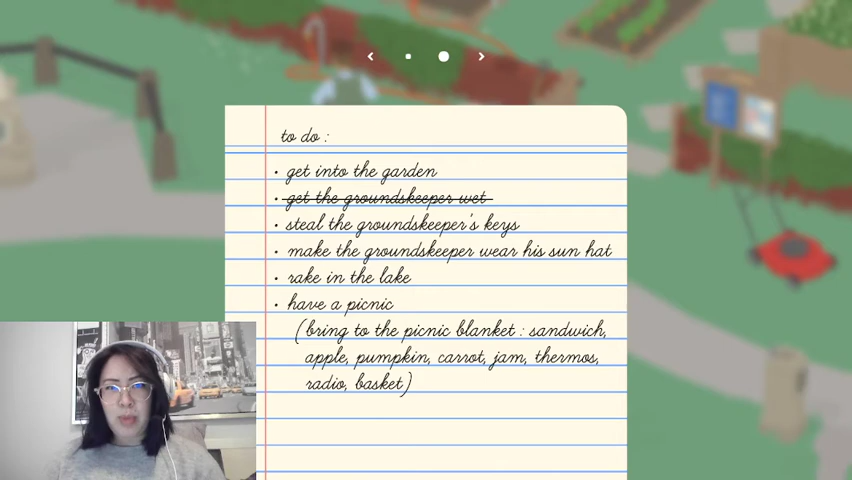 to do :
• get into the garden
• get the groundskeeper wet
• steal the groundskeeper's keys
• make the groundskeeper wear his sun hat
• rake in the lake
• have a picnic
(bring to the picnic blanket : sandwich,
apple, pumpkin, carrot, jam, thermos,
radio, basket)